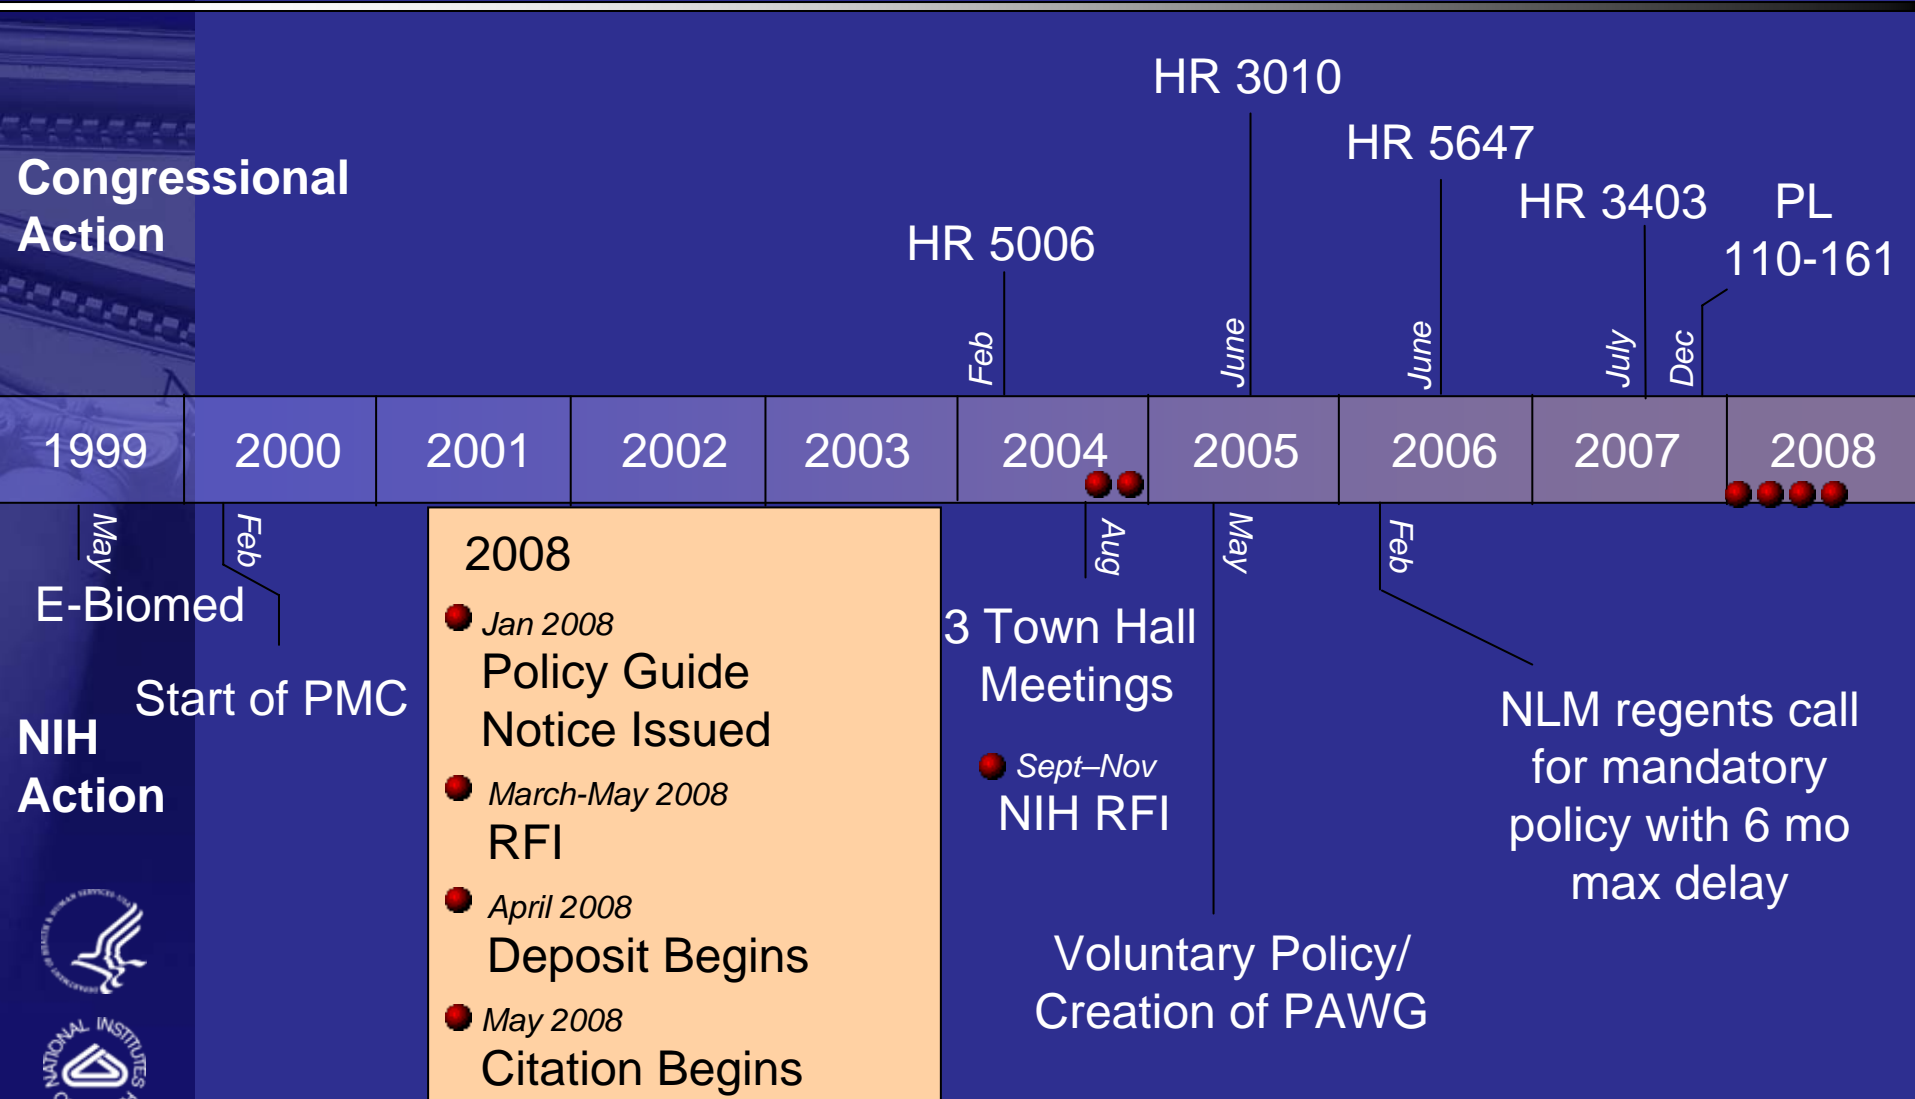 HR 3010
HR 5647
Congressional
Action
HR 3403
PL
110-161
HR 5006
Feb
June
June
July
Dec
1999
2000
2001
2002
2003
2004
2005
2006
2007
2008
May
Feb
Aug
May
Feb
E-Biomed
Start of PMC
NIH
Action
2008
Jan 2008
Policy Guide
Notice Issued
March-May 2008
RFI
April 2008
Deposit Begins
May 2008
Citation Begins
3 Town Hall
Meetings
Sept–Nov
NIH RFI
Voluntary Policy/
Creation of PAWG
NLM regents call
for mandatory
policy with 6 mo
max delay
NATIONAL INSTITUTES